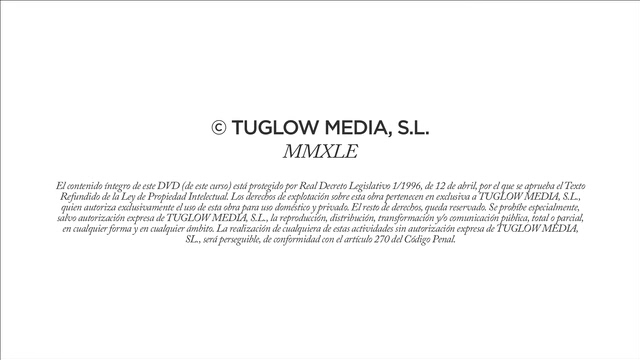 © TUGLOW MEDIA, S.L.
MMXLE
El contenido íntegro de este DVD (de este curso) está protegido por Real Decreto Legislativo 1/1996, de 12 de abril, por el que se aprueba el Texto
Refundido de la Ley de Propiedad Intelectual. Los derechos de explotación sobre esta obra pertenecen en exclusiva a TUGLOW MEDIA, S.L.,
quien autoriza exclusivamente el uso de esta obra para uso doméstico y privado. El resto de derechos, queda reservado. Se prohíbe especialmente,
salvo autorización expresa de TUGLOW MEDIA, S.L., la reproducción, distribución, transformación y/o comunicación pública, total o parcial,
en cualquier forma y en cualquier ámbito. La realización de cualquiera de estas actividades sin autorización expresa de TUGLOW MEDIA,
SL., será perseguible, de conformidad con el artículo 270 del Código Penal.